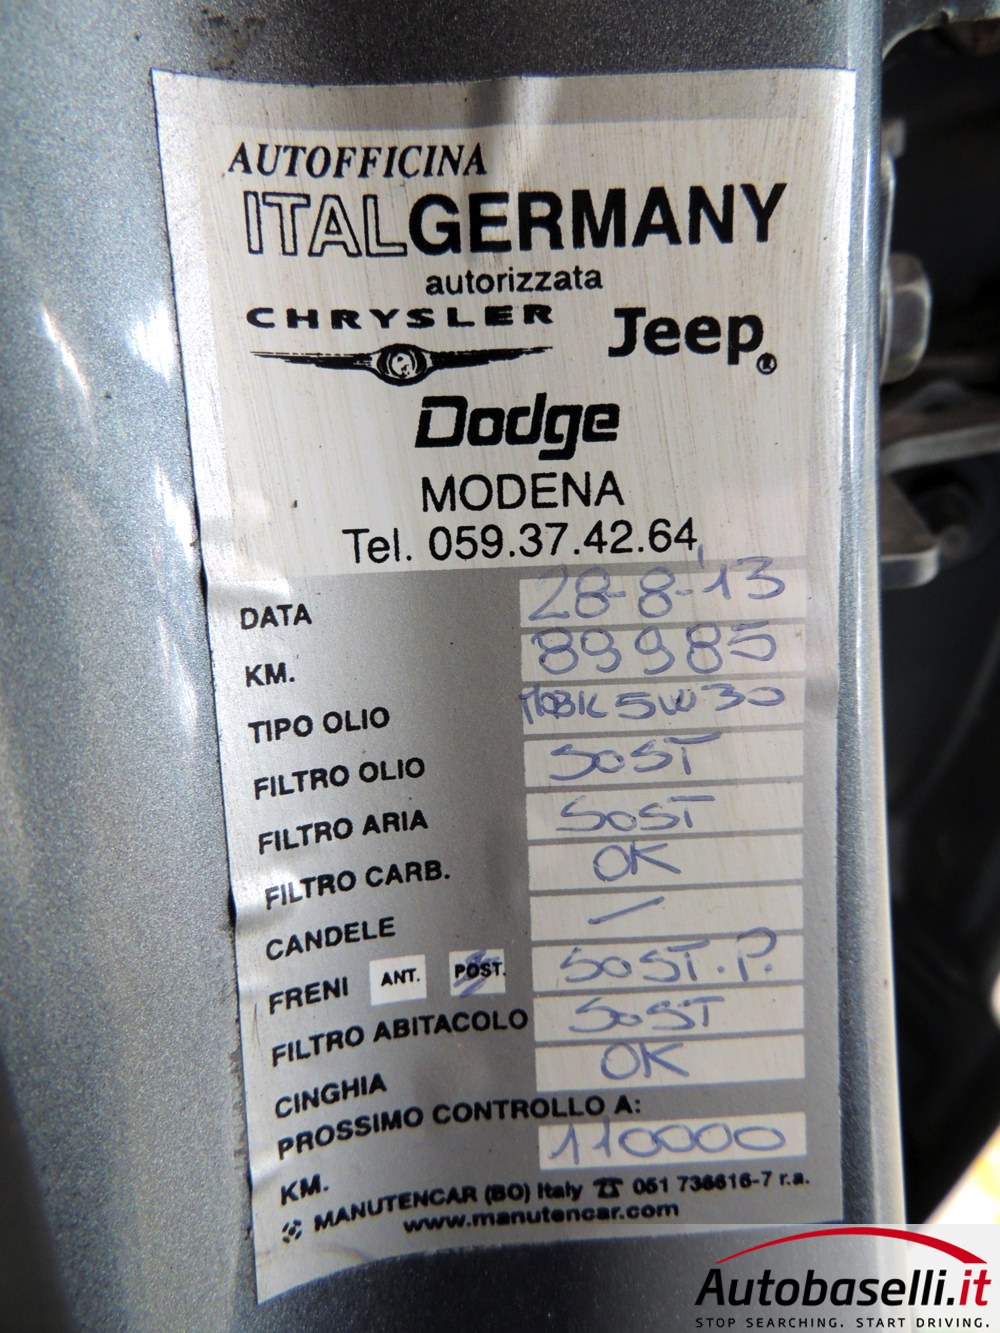 AUTOFFICINA
ITALGERMANY
autorizzata
CHRYSLER Jeep®
Dodge
MODENA
Tel. 059.37.42.64
DATA 28-8-'13
KM. 89985
TIPO OLIO 5W30
FILTRO OLIO SOST
FILTRO ARIA SOST
FILTRO CARB. OK
CANDELE —
FRENI ANT. POST. SOST.P.
FILTRO ABITACOLO SOST
CINGHIA OK
PROSSIMO CONTROLLO A:
KM. 110000
MANUTENCAR (BO) Italy ☎ 051 736616-7 r.a.
www.manutencar.com
Autobaselli.it
STOP SEARCHING. START DRIVING.